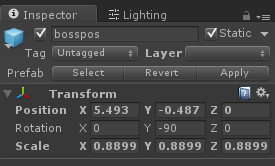 Inspector Lighting
bosspos Static
Tag Untagged Layer
Prefab Select Revert Apply
Transform
Position X 5.493 Y -0.487 Z 0
Rotation X 0 Y -90 Z 0
Scale X 0.8899 Y 0.8899 Z 0.8899